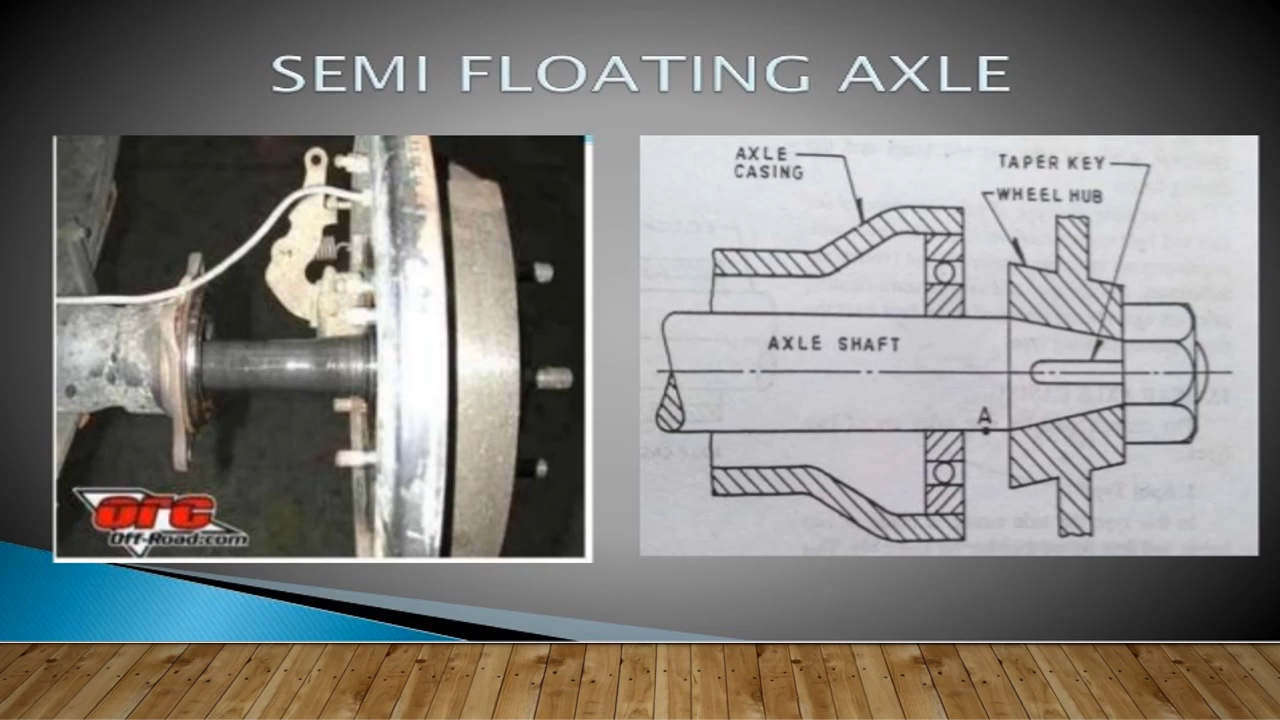 SEMI FLOATING AXLE
orc
Off-Road.com
AXLE
CASING
TAPER KEY
WHEEL HUB
AXLE SHAFT
A